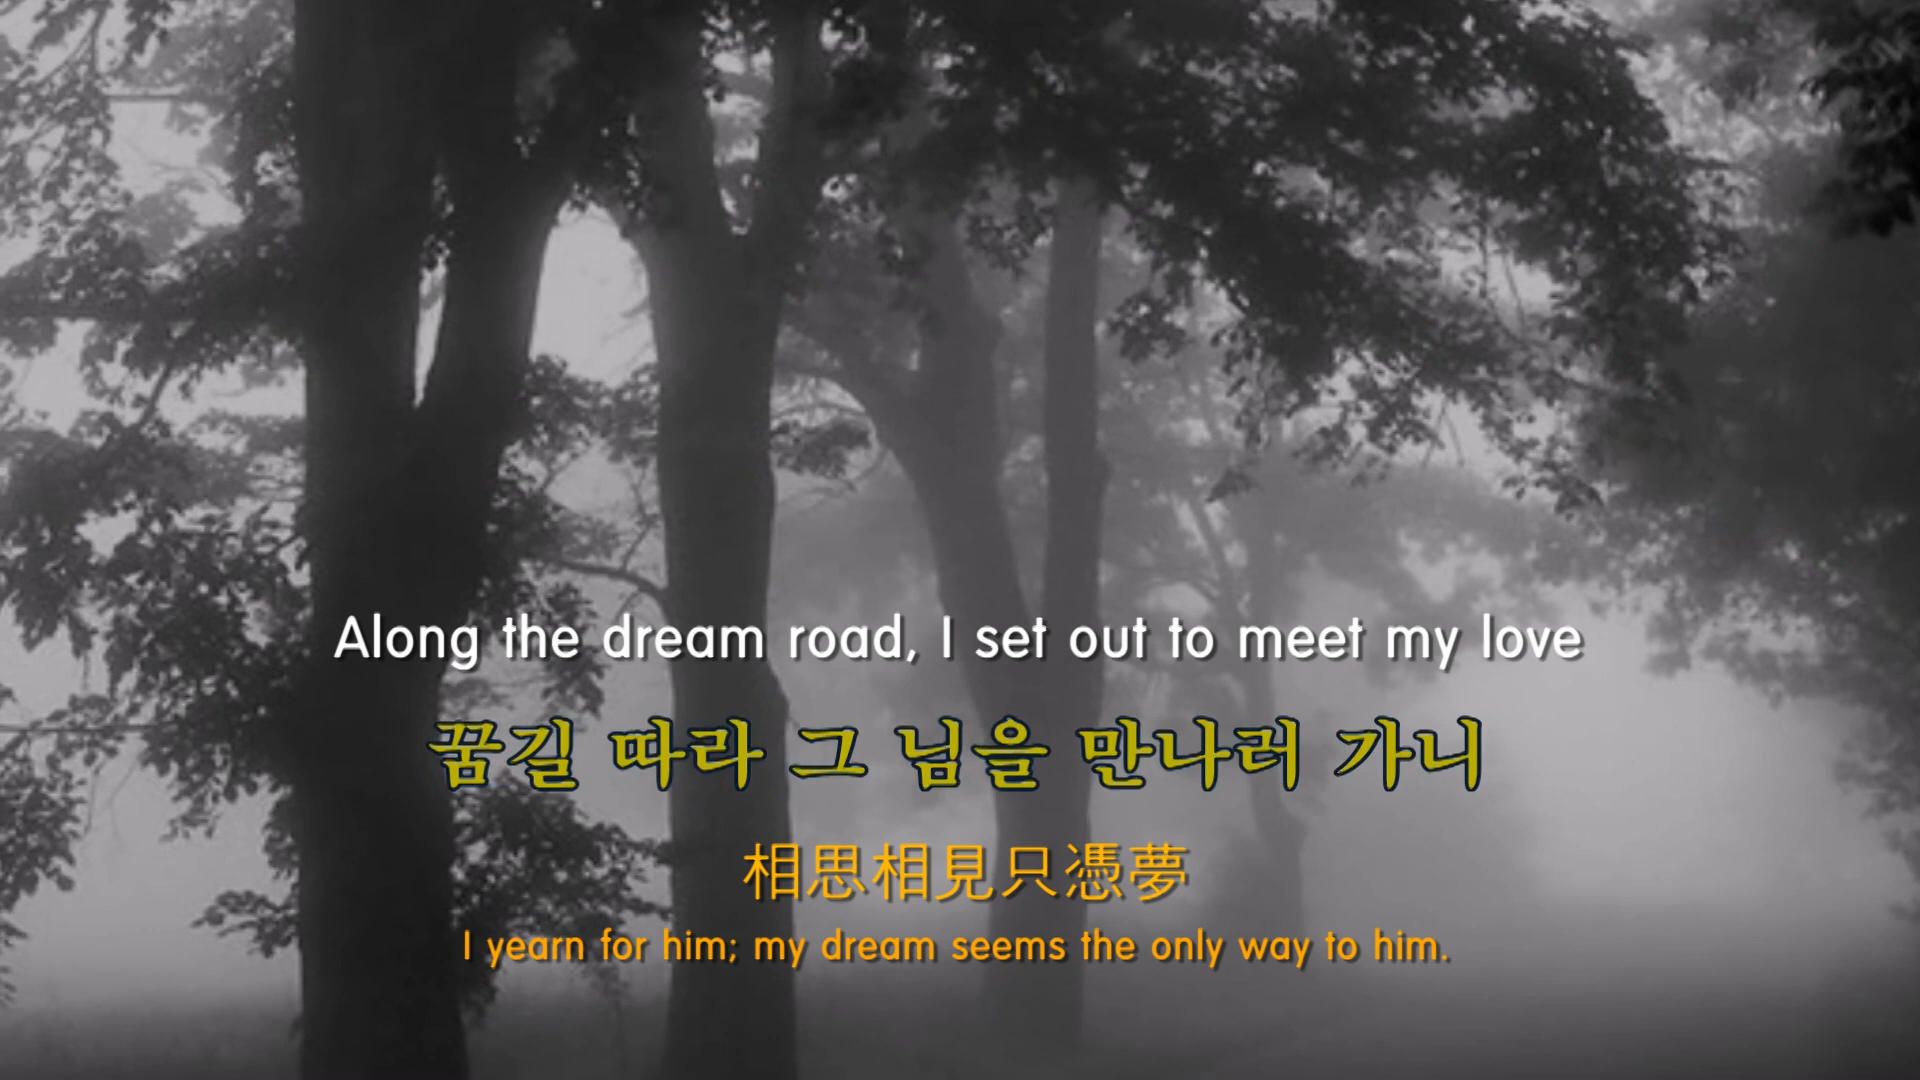 Along the dream road, I set out to meet my love
꿈길 따라 그 님을 만나러 가니
相思相見只憑夢
I yearn for him; my dream seems the only way to him.